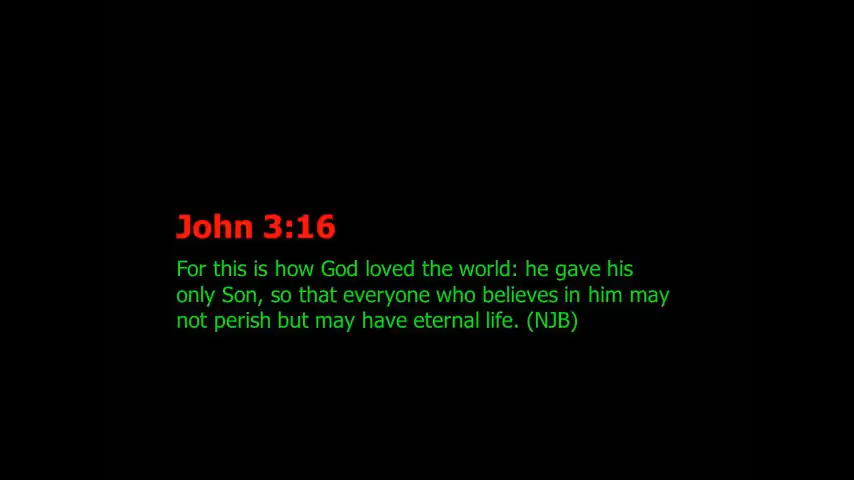 John 3:16
For this is how God loved the world: he gave his
only Son, so that everyone who believes in him may
not perish but may have eternal life. (NJB)